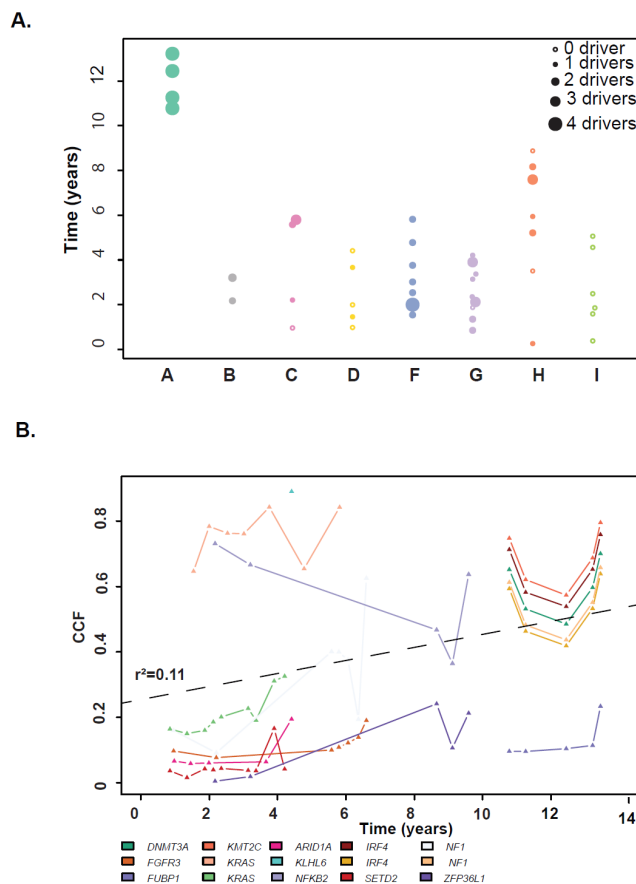 A.
Time (years)
0 2 4 6 8 10 12
0 driver
1 drivers
2 drivers
3 drivers
4 drivers
A B C D F G H I
B.
CCF
0 0.2 0.4 0.6 0.8
r²=0.11
0 2 4 6 8 10 12 14
Time (years)
DNMT3A KMT2C ARID1A IRF4 NF1
FGFR3 KRAS KLHL6 IRF4 NF1
FUBP1 KRAS NFKB2 SETD2 ZFP36L1